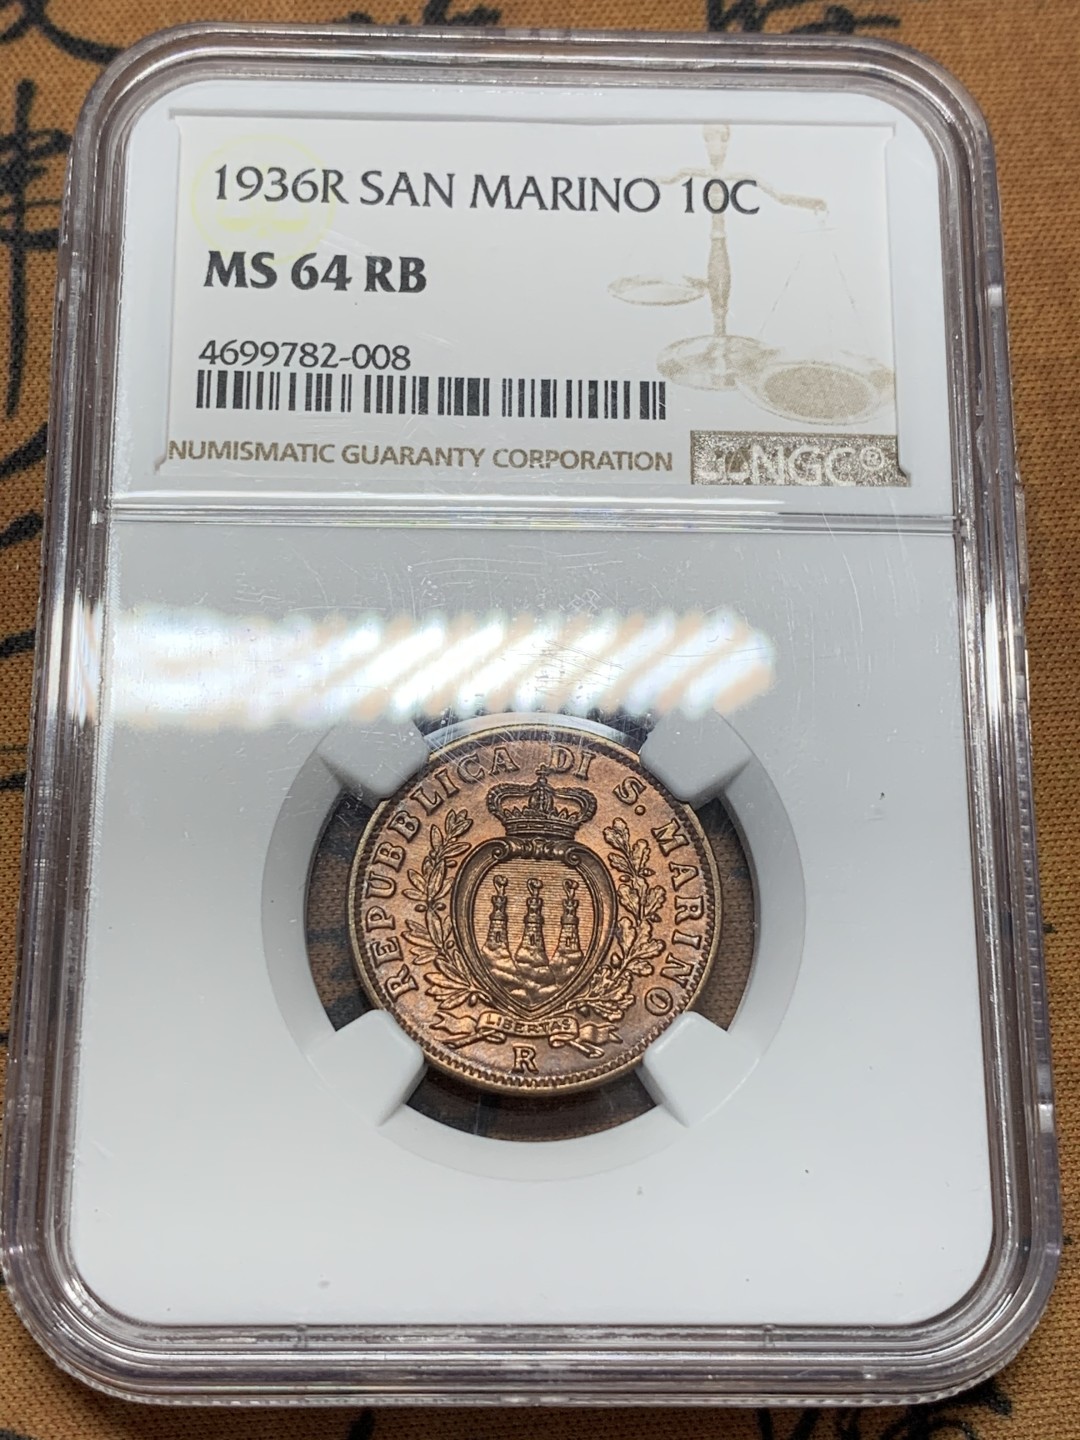 1936R SAN MARINO 10C
MS 64 RB
4699782-008
NUMISMATIC GUARANTY CORPORATION
NGC®
REPUBBLICA DI S. MARINO
LIBERTAS
R